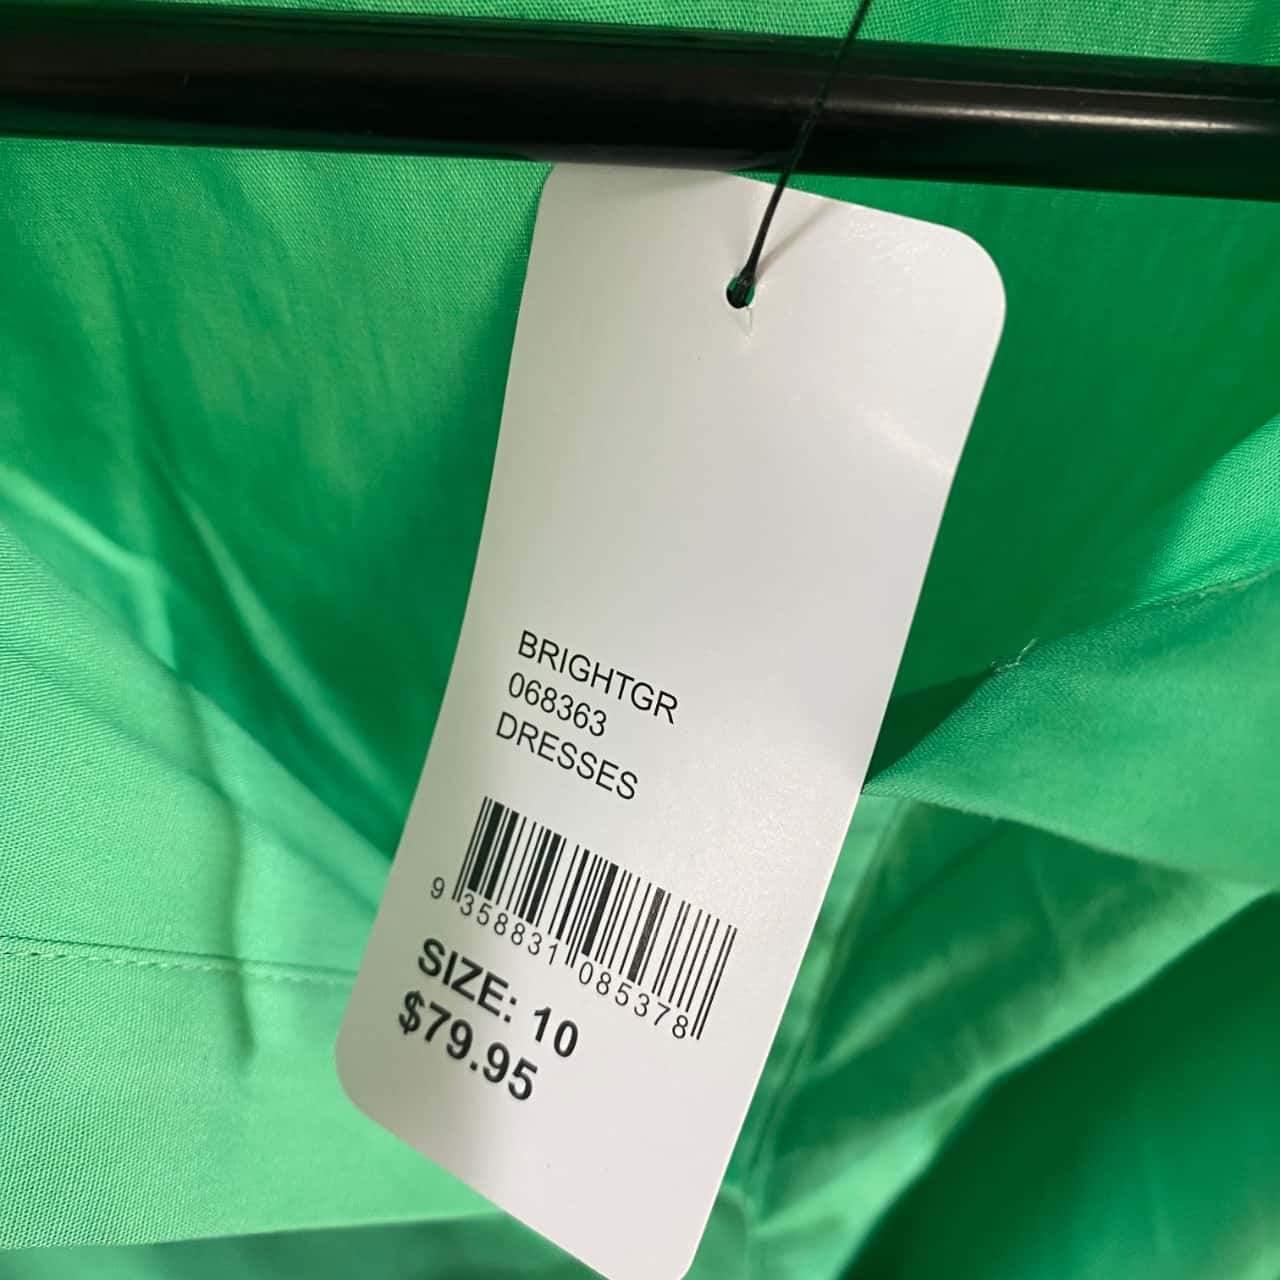 BRIGHTGR
068363
DRESSES
9 358831 085378
SIZE: 10
$79.95